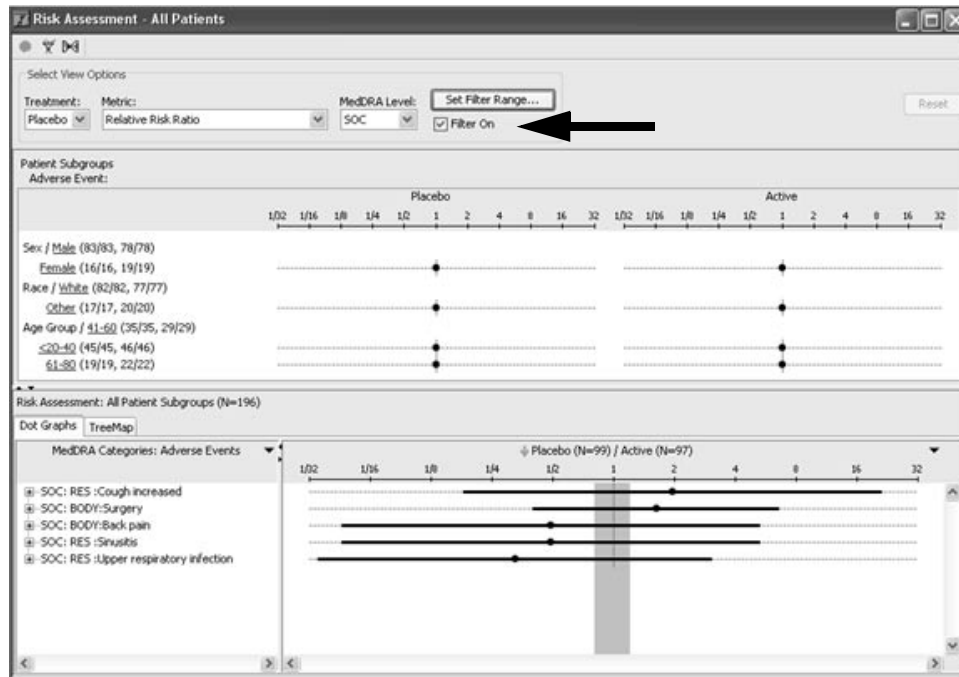 Risk Assessment - All Patients
Select View Options
Treatment: Metric: MedDRA Level: Set Filter Range...
Placebo Relative Risk Ratio SOC Filter On
Reset
Patient Subgroups
Adverse Event:
Placebo Active
1/32 1/16 1/8 1/4 1/2 1 2 4 8 16 32 1/32 1/16 1/8 1/4 1/2 1 2 4 8 16 32
Sex / Male (83/83, 78/78)
Female (16/16, 19/19)
Race / White (82/82, 77/77)
Other (17/17, 20/20)
Age Group / 41-60 (35/35, 29/29)
<20-40 (45/45, 46/46)
61-80 (19/19, 22/22)
Risk Assessment: All Patient Subgroups (N=196)
Dot Graphs TreeMap
MedDRA Categories: Adverse Events Placebo (N=99) / Active (N=97)
1/32 1/16 1/8 1/4 1/2 1 2 4 8 16 32
SOC: RES :Cough increased
SOC: BODY:Surgery
SOC: BODY:Back pain
SOC: RES :Sinusitis
SOC: RES :Upper respiratory infection